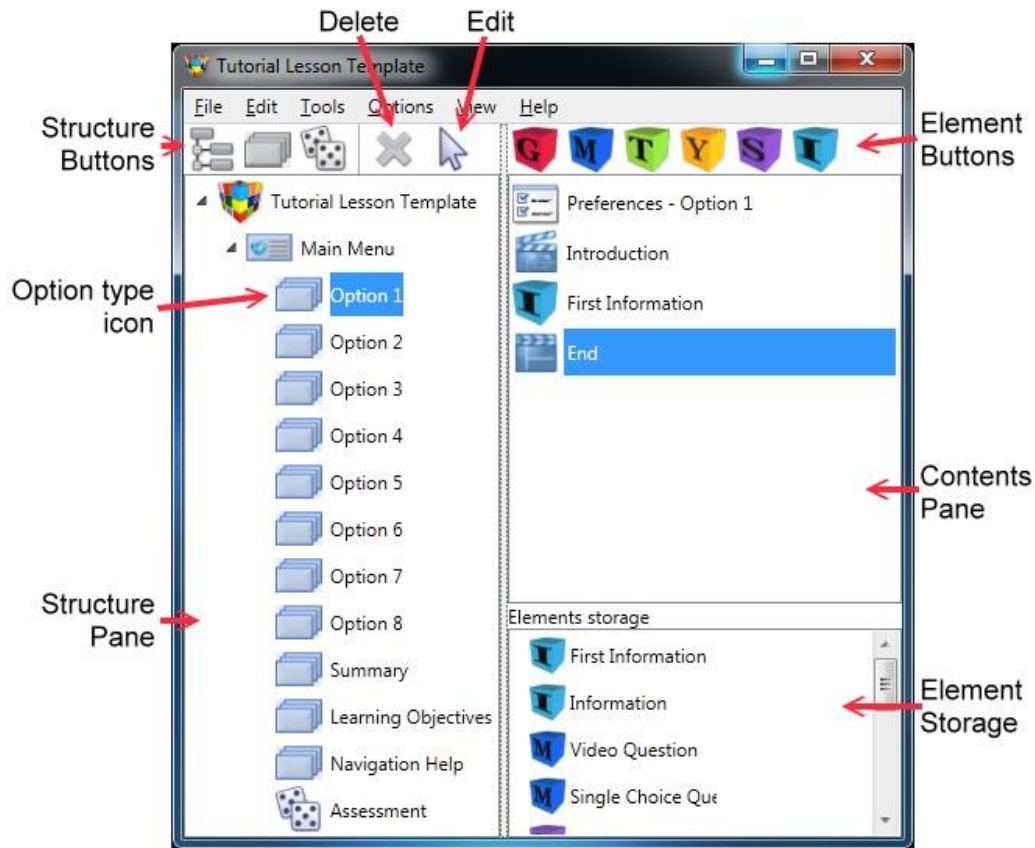 Delete
Edit
Tutorial Lesson Template
File Edit Tools Options View Help
Structure
Buttons
Element
Buttons
G M T Y S I
Tutorial Lesson Template
Main Menu
Option type
icon
Option 1
Option 2
Option 3
Option 4
Option 5
Option 6
Option 7
Option 8
Summary
Learning Objectives
Navigation Help
Assessment
Structure
Pane
Preferences - Option 1
Introduction
I First Information
End
Contents
Pane
Elements storage
I First Information
I Information
M Video Question
M Single Choice Que
Element
Storage